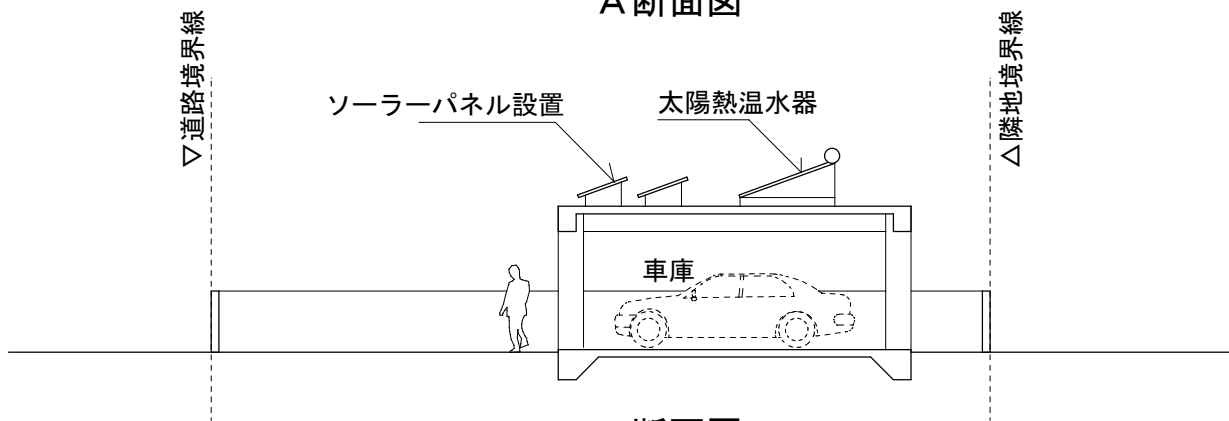 A断面図
▽道路境界線
ソーラーパネル設置
太陽熱温水器
△隣地境界線
車庫